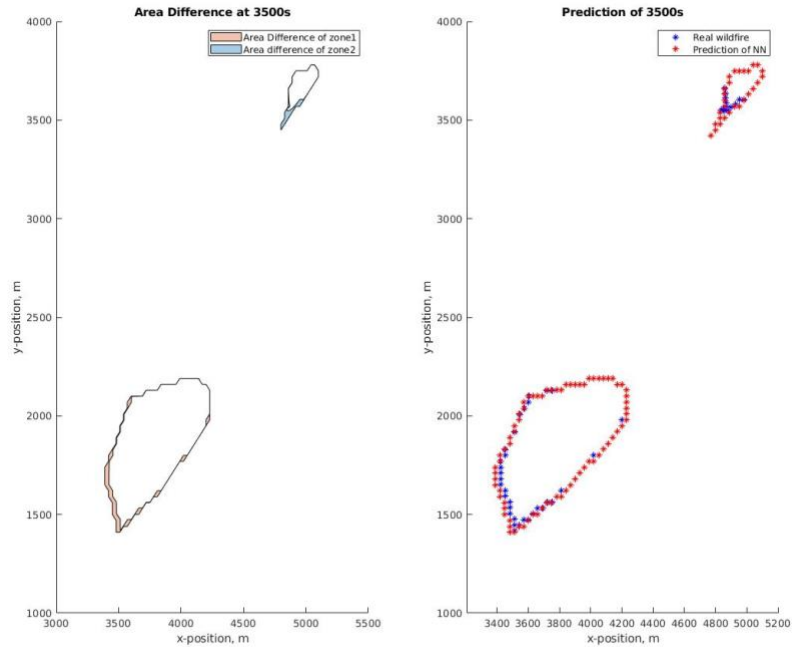 Area Difference at 3500s
Area Difference of zone1
Area difference of zone2
4000
3500
3000
2500
2000
1500
1000
y-position, m
3000 3500 4000 4500 5000 5500
x-position, m
Prediction of 3500s
Real wildfire
Prediction of NN
4000
3500
3000
2500
2000
1500
1000
y-position, m
3400 3600 3800 4000 4200 4400 4600 4800 5000 5200
x-position, m